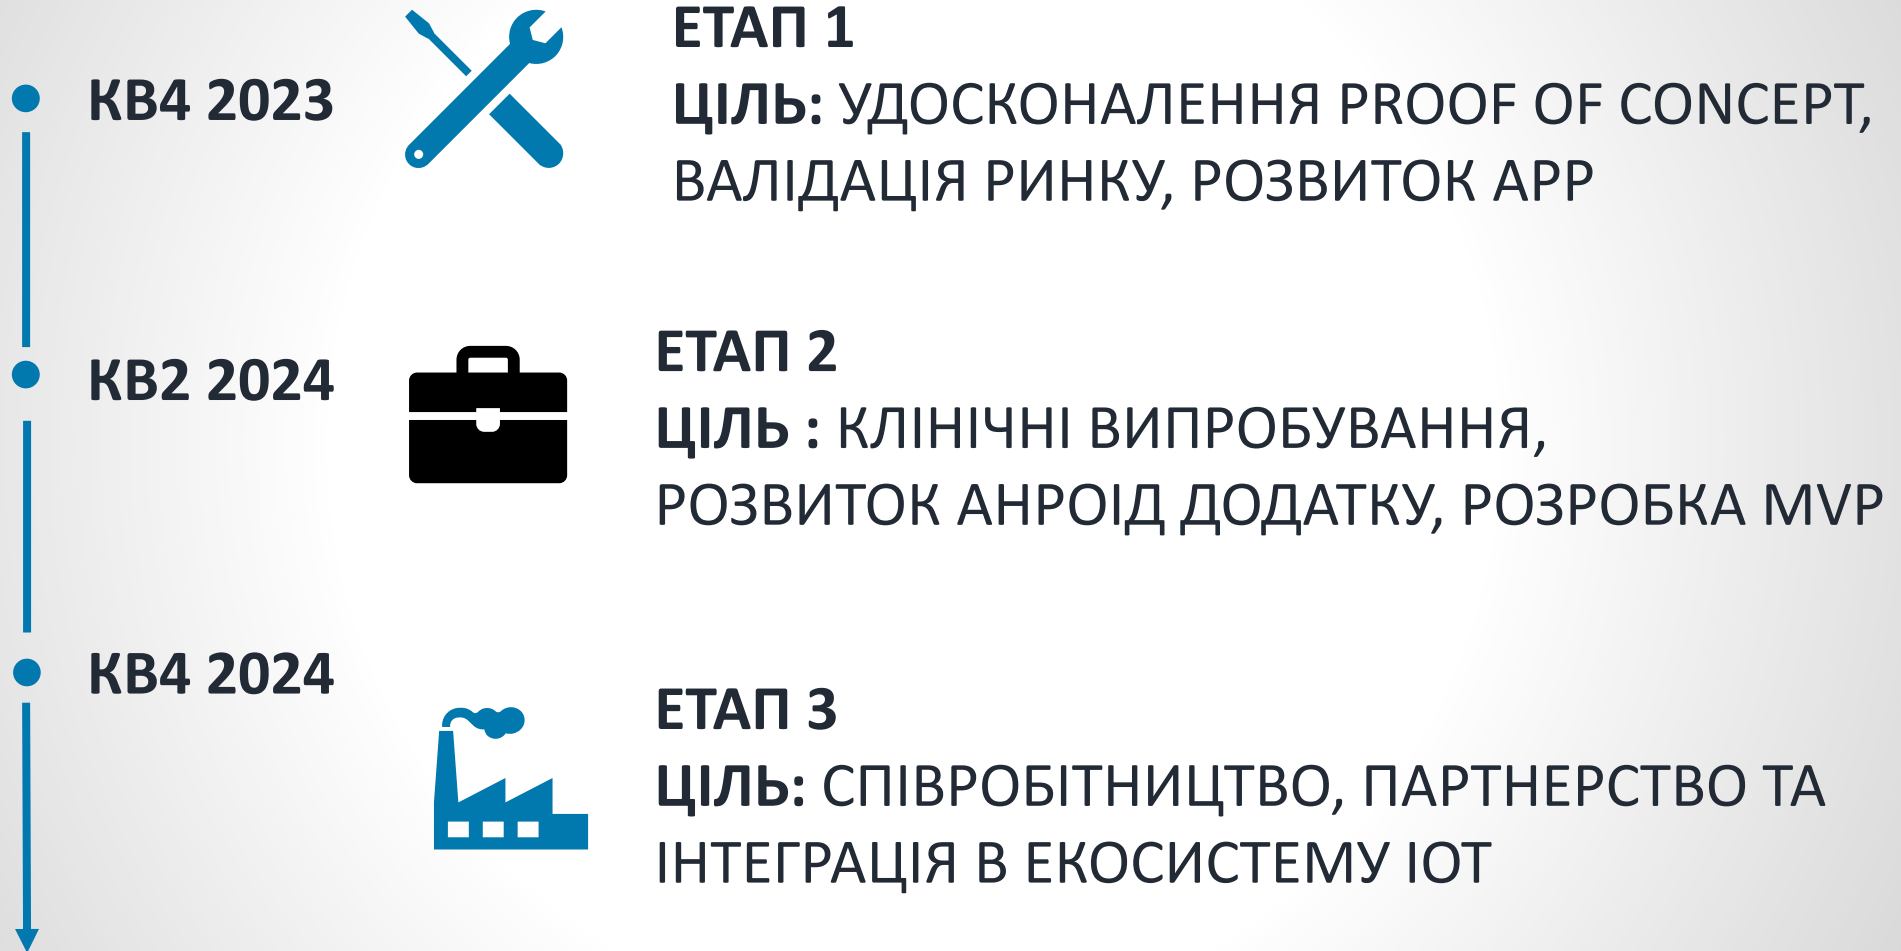 КВ4 2023
ЕТАП 1
ЦІЛЬ: УДОСКОНАЛЕННЯ PROOF OF CONCEPT,
ВАЛІДАЦІЯ РИНКУ, РОЗВИТОК APP
КВ2 2024
ЕТАП 2
ЦІЛЬ : КЛІНІЧНІ ВИПРОБУВАННЯ,
РОЗВИТОК АНРОІД ДОДАТКУ, РОЗРОБКА MVP
КВ4 2024
ЕТАП 3
ЦІЛЬ: СПІВРОБІТНИЦТВО, ПАРТНЕРСТВО ТА
ІНТЕГРАЦІЯ В ЕКОСИСТЕМУ ІОТ